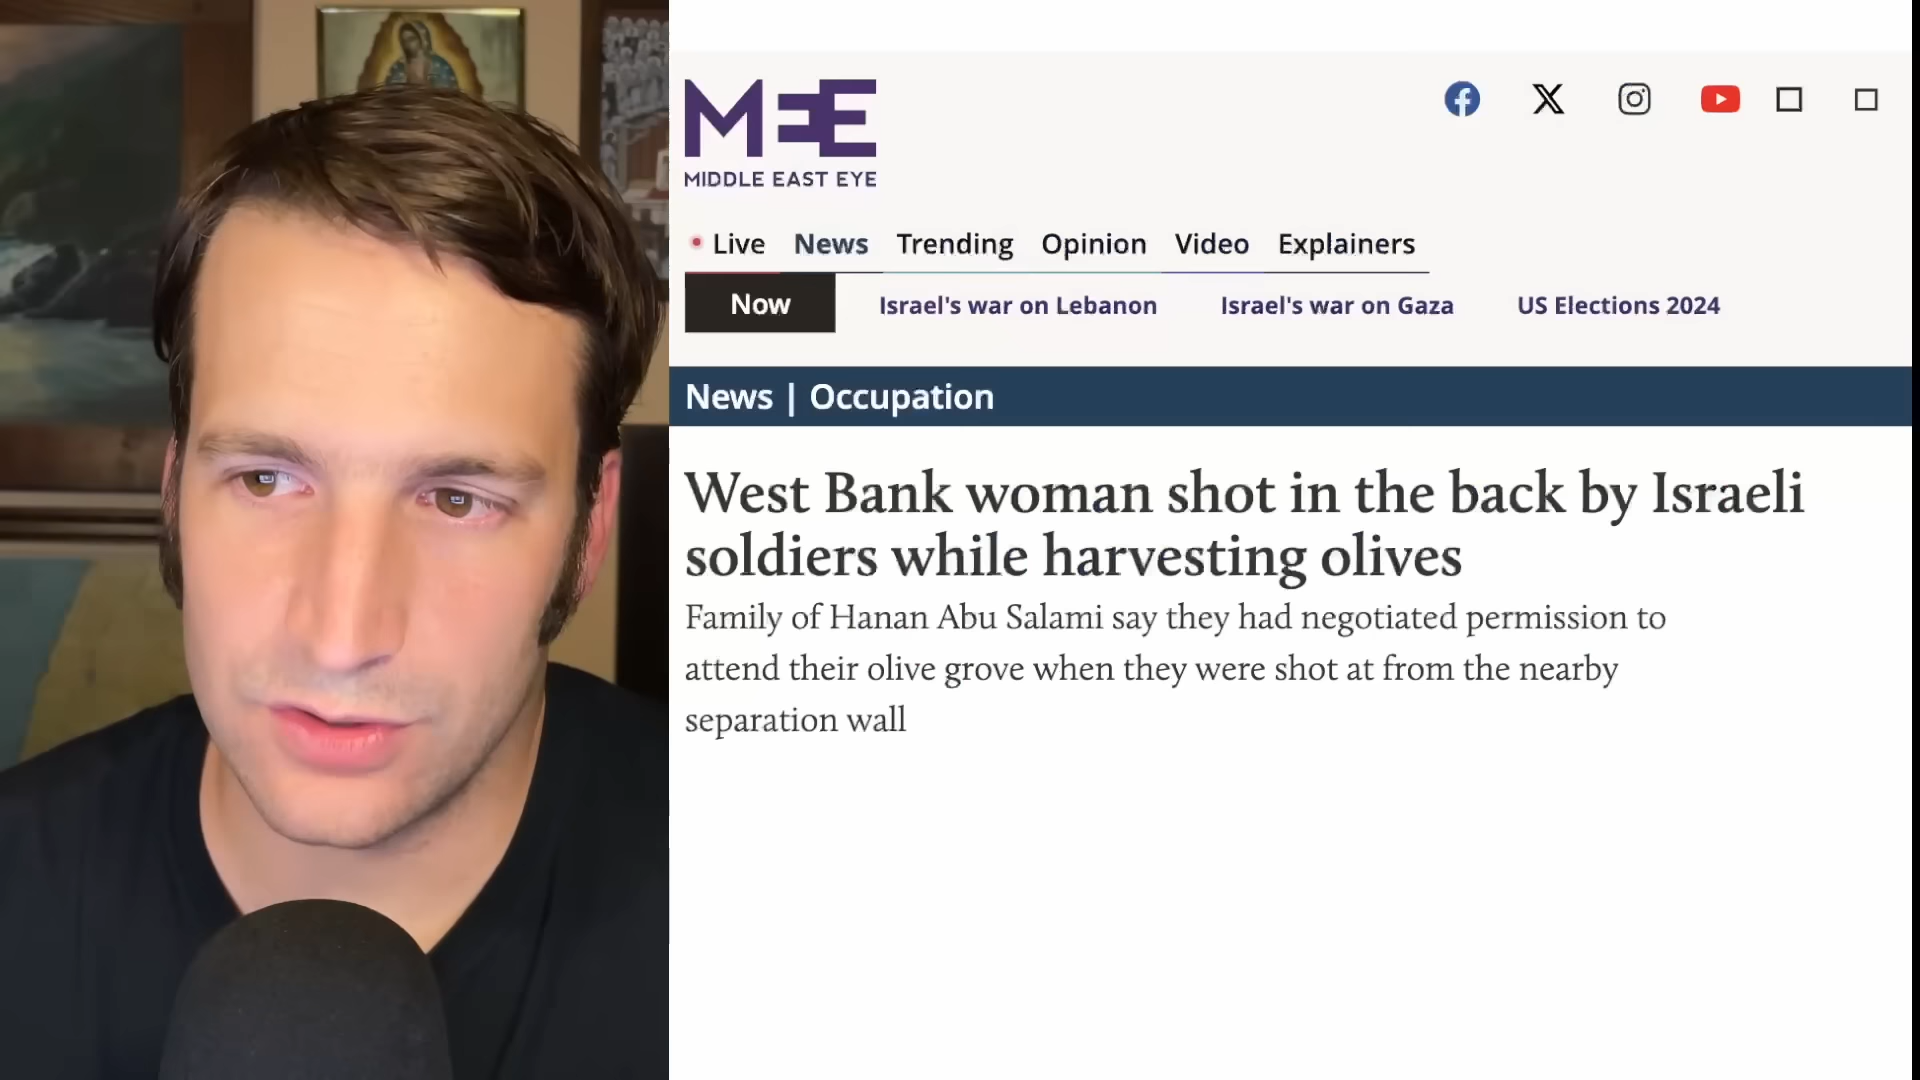 MEE
MIDDLE EAST EYE
Live News Trending Opinion Video Explainers
Now Israel's war on Lebanon Israel's war on Gaza US Elections 2024
News | Occupation
West Bank woman shot in the back by Israeli
soldiers while harvesting olives
Family of Hanan Abu Salami say they had negotiated permission to
attend their olive grove when they were shot at from the nearby
separation wall